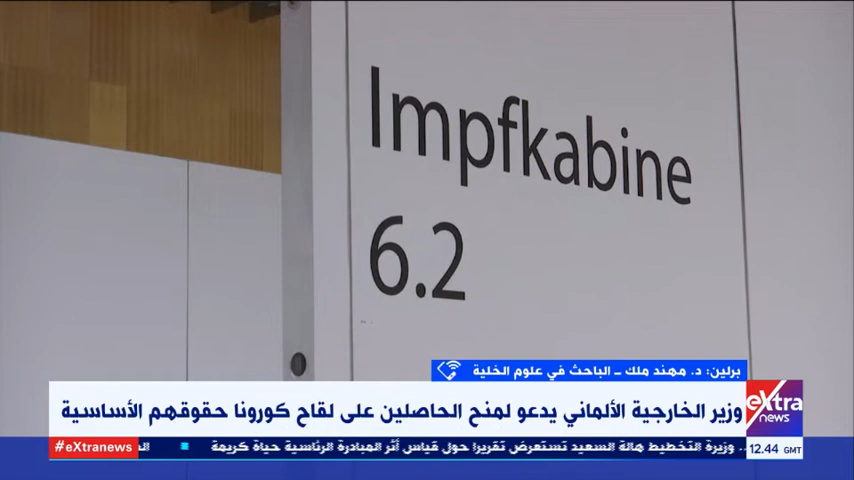 Impfkabine
6.2
برلين: د. مهند ملك – الباحث في علوم الخلية
وزير الخارجية الألماني يدعو لمنح الحاصلين على لقاح كورونا حقوقهم الأساسية
eXtra
news
#eXtranews
.. وزيرة التخطيط هالة السعيد تستعرض تقريرا حول قياس أثر المبادرة الرئاسية حياة كريمة
12.44 GMT